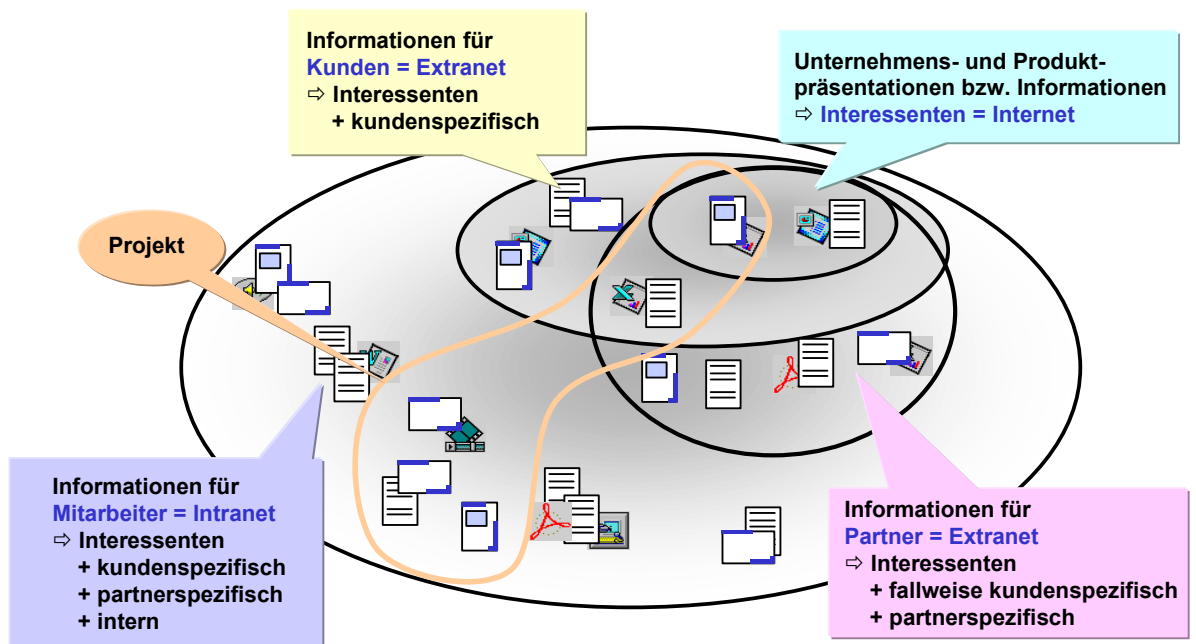 Informationen für
Kunden = Extranet
⇨ Interessenten
+ kundenspezifisch
Unternehmens- und Produkt-
präsentationen bzw. Informationen
⇨ Interessenten = Internet
Projekt
Informationen für
Mitarbeiter = Intranet
⇨ Interessenten
+ kundenspezifisch
+ partnerspezifisch
+ intern
Informationen für
Partner = Extranet
⇨ Interessenten
+ fallweise kundenspezifisch
+ partnerspezifisch